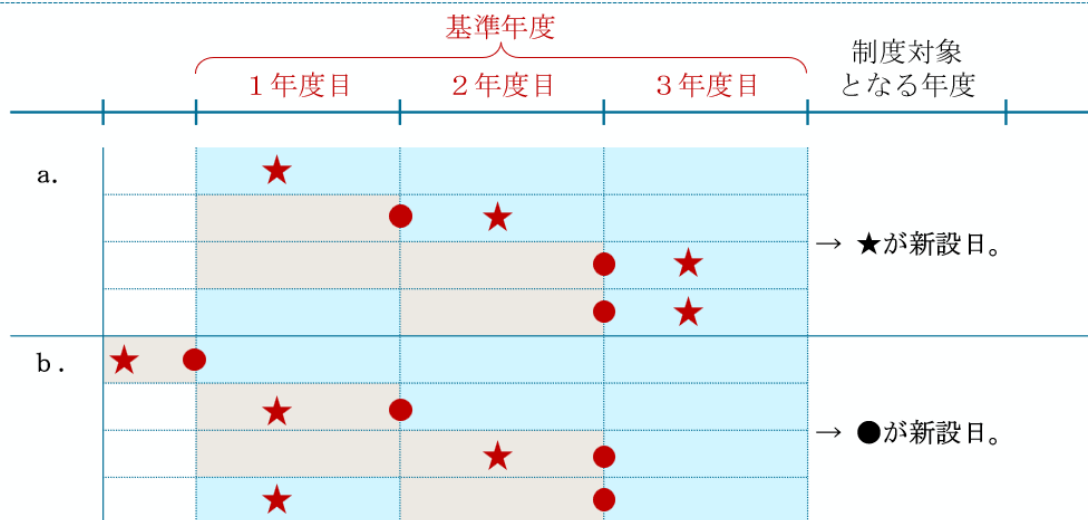 基準年度
１年度目
２年度目
３年度目
制度対象
となる年度
a.
→ ★が新設日。
b.
→ ●が新設日。